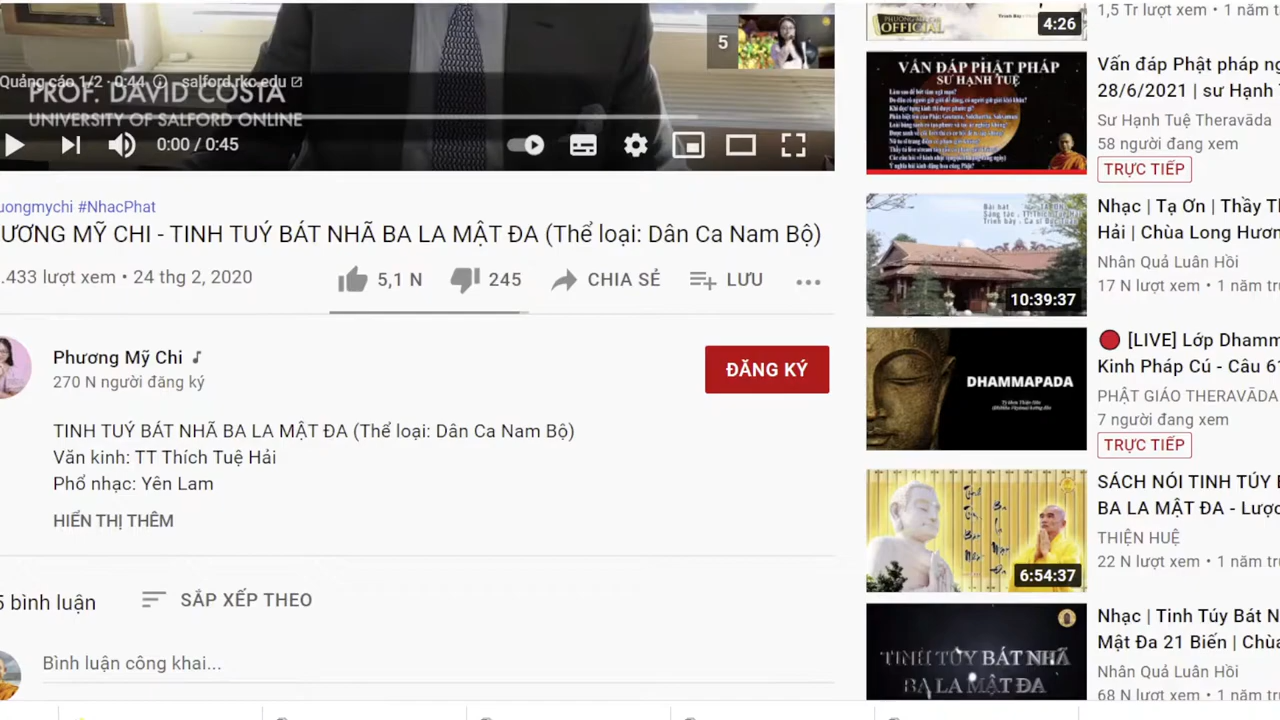 5
Quảng cáo 1/2 · 0:44 salford.rkc.edu
PROF. DAVID COSTA
UNIVERSITY OF SALFORD ONLINE
0:00 / 0:45
uongmychi #NhacPhat
ƯƠNG MỸ CHI - TINH TUÝ BÁT NHÃ BA LA MẬT ĐA (Thể loại: Dân Ca Nam Bộ)
.433 lượt xem • 24 thg 2, 2020
5,1 N
245
CHIA SẺ
LƯU
Phương Mỹ Chi
270 N người đăng ký
ĐĂNG KÝ
TINH TUÝ BÁT NHÃ BA LA MẬT ĐA (Thể loại: Dân Ca Nam Bộ)
Văn kinh: TT Thích Tuệ Hải
Phổ nhạc: Yên Lam
HIỂN THỊ THÊM
5 bình luận
SẮP XẾP THEO
Bình luận công khai...
OFFICIAL
4:26
1,5 Tr lượt xem • 1 năm t
VẤN ĐÁP PHẬT PHÁP
SƯ HẠNH TUỆ
Vấn đáp Phật pháp ng
28/6/2021 | sư Hạnh T
Sư Hạnh Tuệ Theravāda
58 người đang xem
TRỰC TIẾP
Bài hát
10:39:37
Nhạc | Tạ Ơn | Thầy Th
Hải | Chùa Long Hươn
Nhân Quả Luân Hồi
17 N lượt xem • 1 năm trư
DHAMMAPADA
[LIVE] Lớp Dhamm
Kinh Pháp Cú - Câu 61
PHẬT GIÁO THERAVĀDA
7 người đang xem
TRỰC TIẾP
6:54:37
SÁCH NÓI TINH TÚY B
BA LA MẬT ĐA - Lược
THIỆN HUỆ
22 N lượt xem • 1 năm trư
TINH TÚY BÁT NHÃ
BA LA MẬT ĐA
Nhạc | Tinh Túy Bát N
Mật Đa 21 Biến | Chùa
Nhân Quả Luân Hồi
68 N lượt xem • 1 năm trư